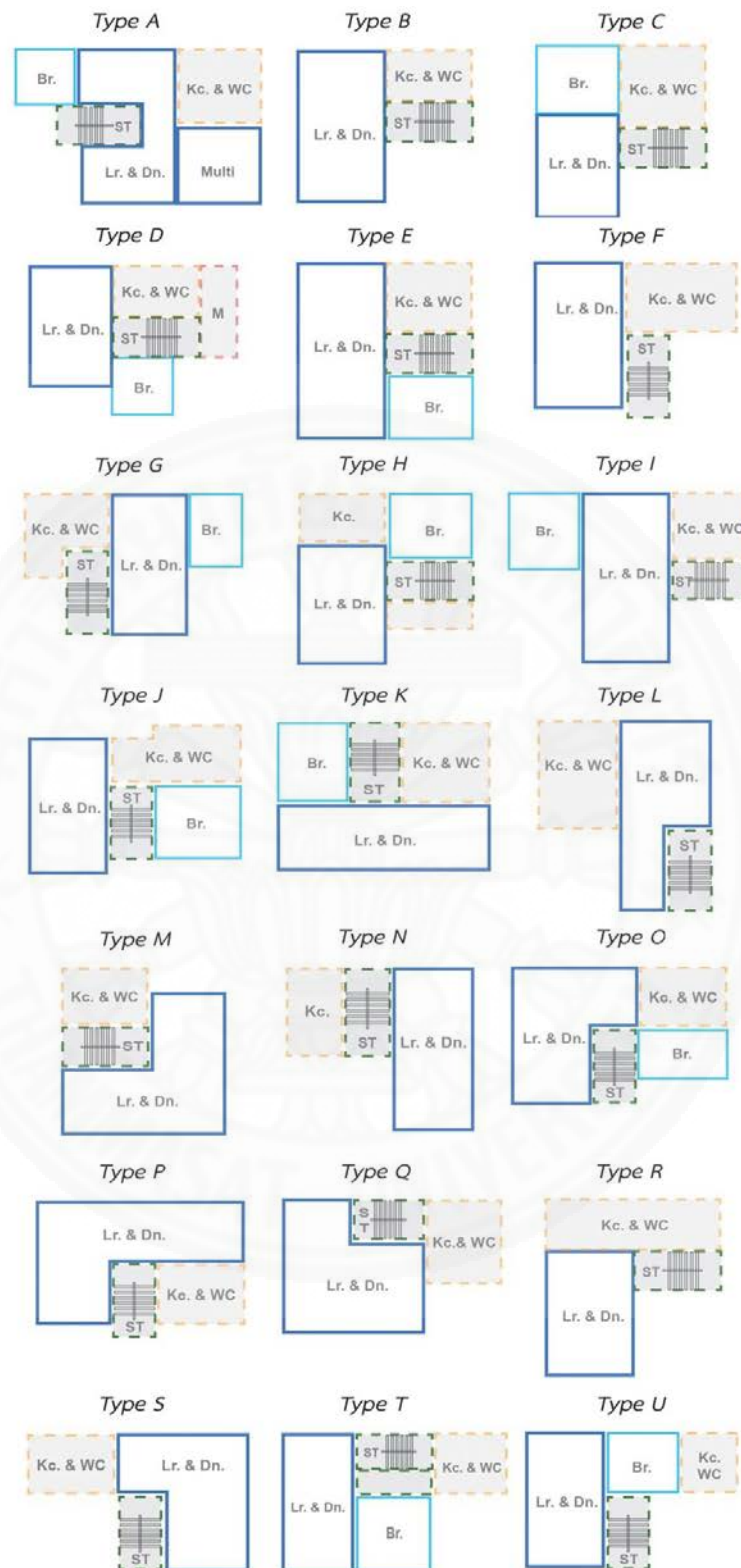 Type A
Type B
Type C
Br.
Kc. & WC
ST
Lr. & Dn.
Multi
Kc. & WC
Lr. & Dn.
ST
Br.
Kc. & WC
ST
Lr. & Dn.
Type D
Type E
Type F
Kc. & WC
Lr. & Dn.
M
ST
Br.
Kc. & WC
Lr. & Dn.
ST
Br.
Lr. & Dn.
Kc. & WC
ST
Type G
Type H
Type I
Kc. & WC
Br.
ST
Lr. & Dn.
Kc.
Br.
ST
Lr. & Dn.
Br.
Kc. & WC
Lr. & Dn.
ST
Type J
Type K
Type L
Kc. & WC
Lr. & Dn.
ST
Br.
Br.
Kc. & WC
ST
Lr. & Dn.
Kc. & WC
Lr. & Dn.
ST
Type M
Type N
Type O
Kc. & WC
ST
Lr. & Dn.
Kc.
ST
Lr. & Dn.
Kc. & WC
Lr. & Dn.
Br.
ST
Type P
Type Q
Type R
Lr. & Dn.
Kc. & WC
ST
S
T
Kc.& WC
Lr. & Dn.
Kc. & WC
ST
Lr. & Dn.
Type S
Type T
Type U
Kc. & WC
Lr. & Dn.
ST
ST
Kc. & WC
Lr. & Dn.
Br.
Br.
Kc.
WC
Lr. & Dn.
ST